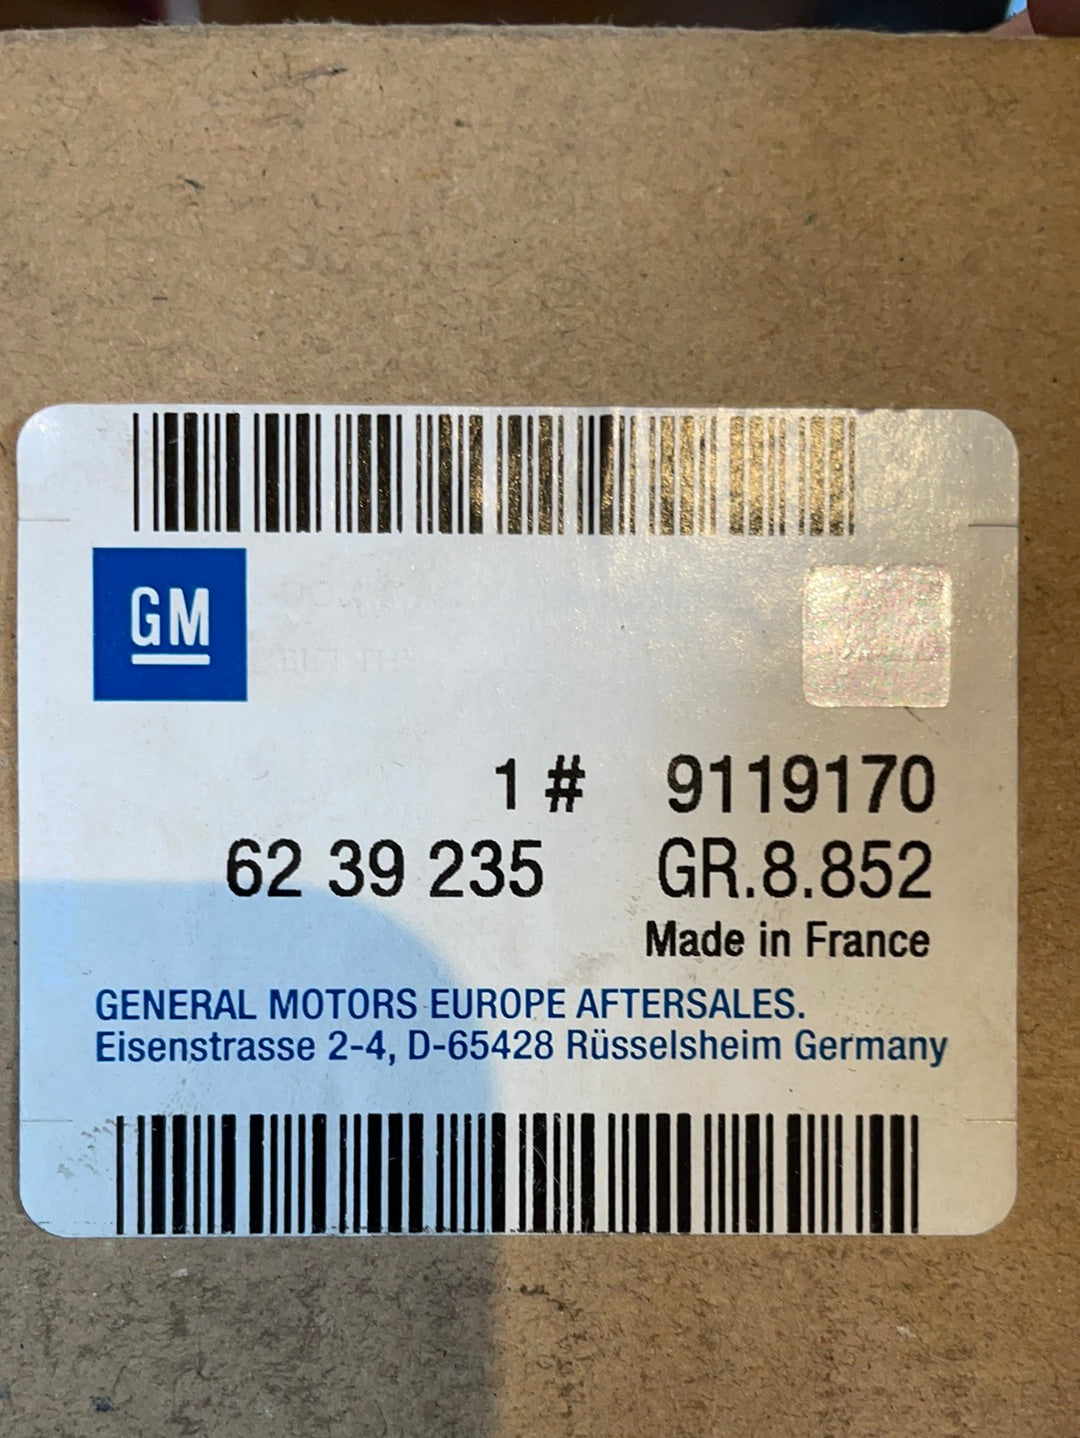 GM
1 # 9119170
62 39 235 GR.8.852
Made in France
GENERAL MOTORS EUROPE AFTERSALES.
Eisenstrasse 2-4, D-65428 Rüsselsheim Germany